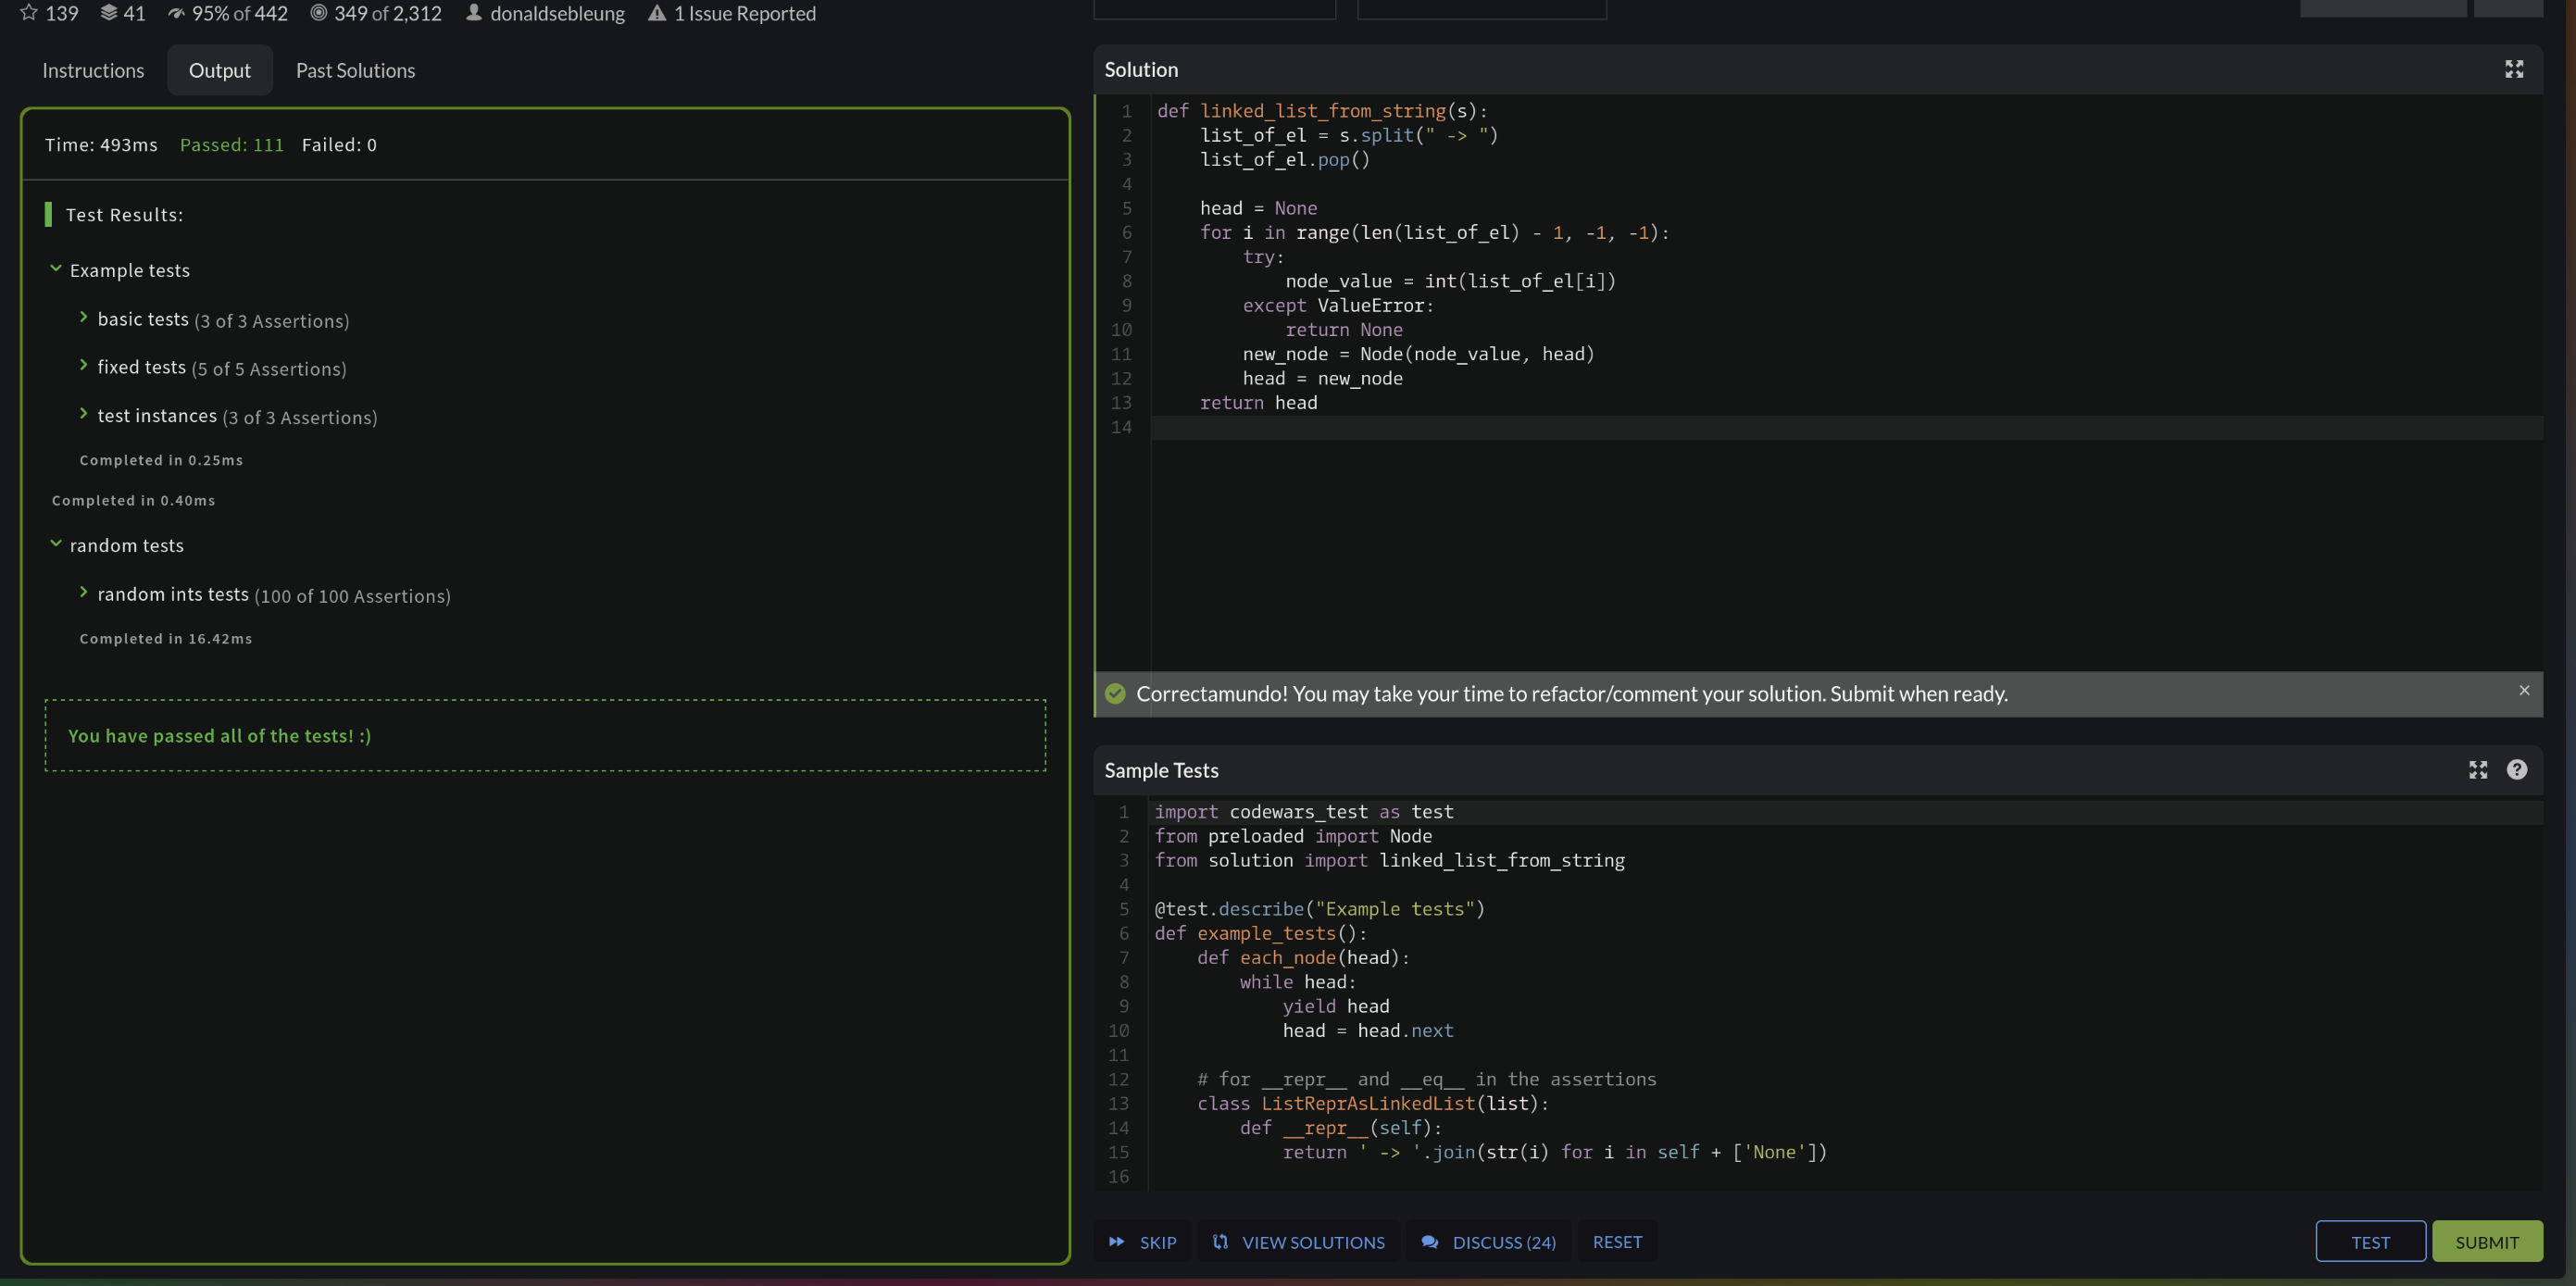 139 41 95% of 442 349 of 2,312 donaldsebleung 1 Issue Reported
Instructions Output Past Solutions
Time: 493ms Passed: 111 Failed: 0
Test Results:
Example tests
basic tests (3 of 3 Assertions)
fixed tests (5 of 5 Assertions)
test instances (3 of 3 Assertions)
Completed in 0.25ms
Completed in 0.40ms
random tests
random ints tests (100 of 100 Assertions)
Completed in 16.42ms
You have passed all of the tests! :)
Solution
1 def linked_list_from_string(s):
2     list_of_el = s.split(" -> ")
3     list_of_el.pop()
4
5     head = None
6     for i in range(len(list_of_el) - 1, -1, -1):
7         try:
8             node_value = int(list_of_el[i])
9         except ValueError:
10             return None
11         new_node = Node(node_value, head)
12         head = new_node
13     return head
14
Correctamundo! You may take your time to refactor/comment your solution. Submit when ready.
Sample Tests
1 import codewars_test as test
2 from preloaded import Node
3 from solution import linked_list_from_string
4
5 @test.describe("Example tests")
6 def example_tests():
7     def each_node(head):
8         while head:
9             yield head
10             head = head.next
11
12     # for __repr__ and __eq__ in the assertions
13     class ListReprAsLinkedList(list):
14         def __repr__(self):
15             return ' -> '.join(str(i) for i in self + ['None'])
16
SKIP VIEW SOLUTIONS DISCUSS (24) RESET TEST SUBMIT